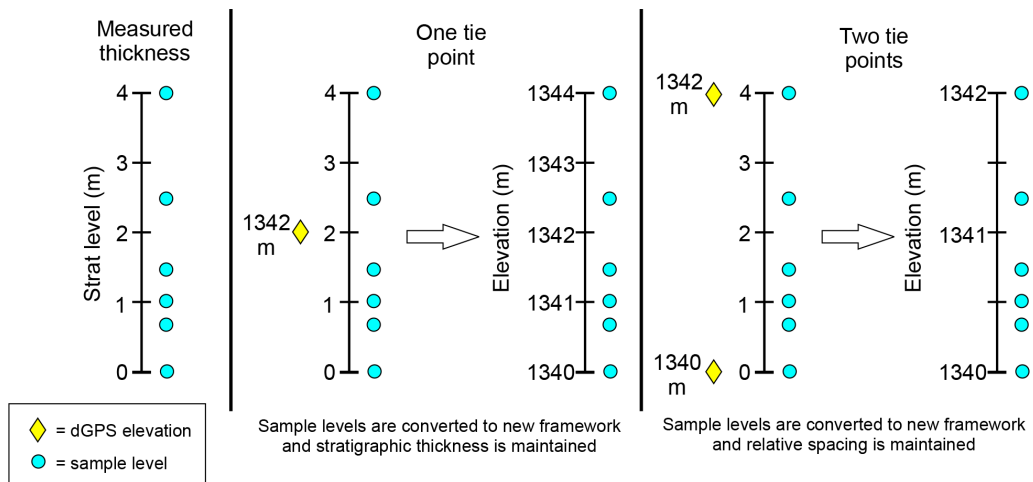 Measured
thickness
Strat level (m)
4
3
2
1
0
= dGPS elevation
= sample level
One tie
point
1342
m
4
3
2
1
0
Elevation (m)
1344
1343
1342
1341
1340
Sample levels are converted to new framework
and stratigraphic thickness is maintained
Two tie
points
1342
m
1340
m
4
3
2
1
0
Elevation (m)
1342
1341
1340
Sample levels are converted to new framework
and relative spacing is maintained